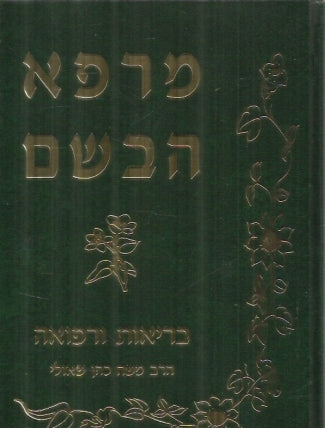 מרפא
הבשם
בריאות ורפואה
הרב משה כהן שאולי